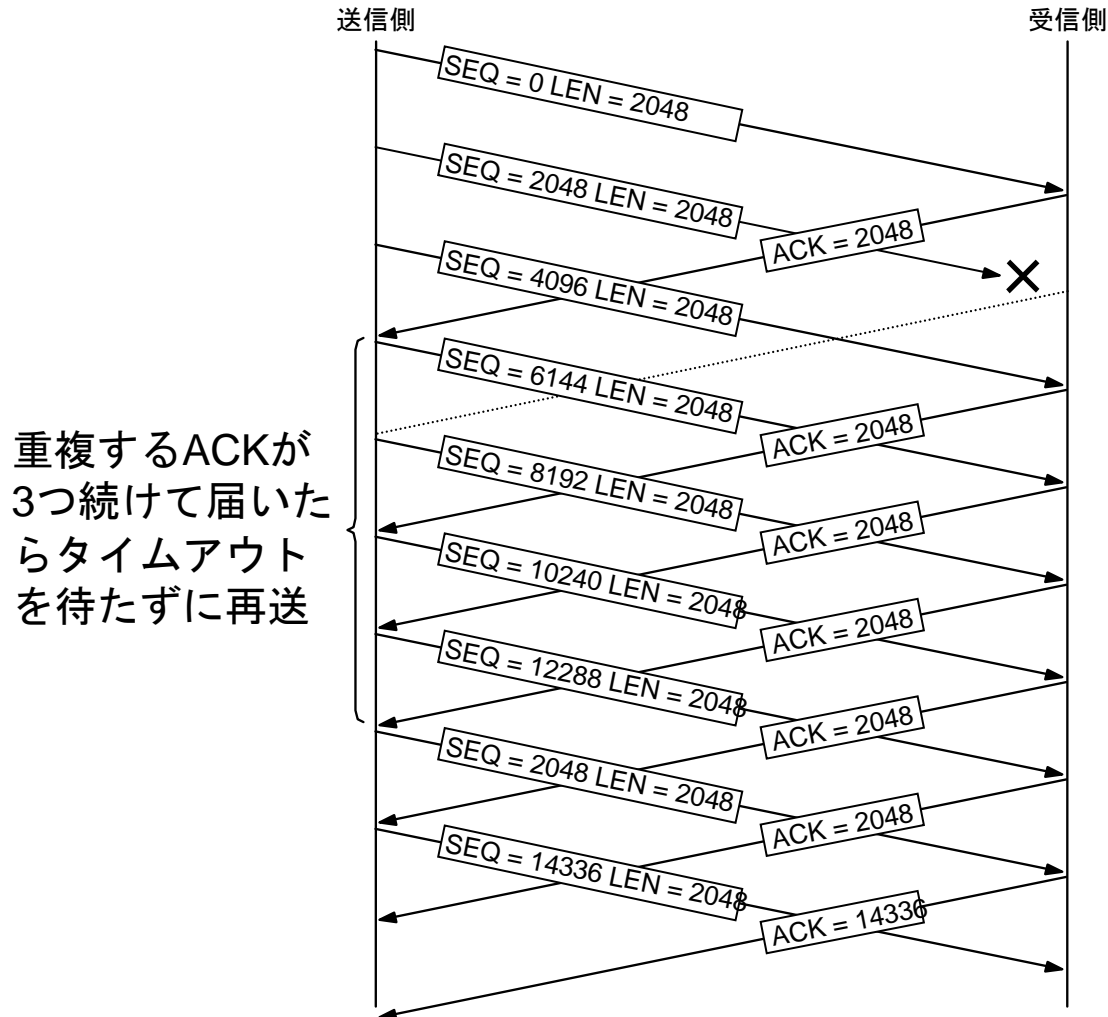 送信側
受信側
SEQ = 0 LEN = 2048
SEQ = 2048 LEN = 2048
ACK = 2048
SEQ = 4096 LEN = 2048
SEQ = 6144 LEN = 2048
ACK = 2048
SEQ = 8192 LEN = 2048
ACK = 2048
SEQ = 10240 LEN = 2048
ACK = 2048
SEQ = 12288 LEN = 2048
ACK = 2048
SEQ = 2048 LEN = 2048
ACK = 2048
SEQ = 14336 LEN = 2048
ACK = 14336
重複するACKが
3つ続けて届いた
らタイムアウト
を待たずに再送